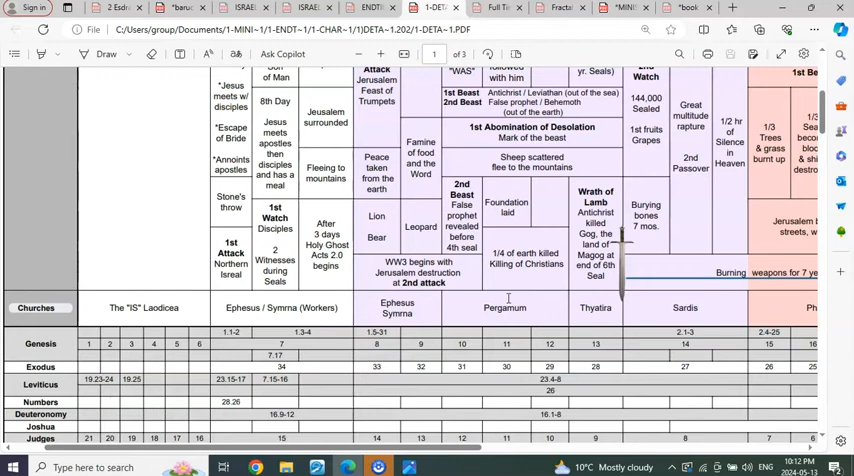 Sign in
2 Esdra
*baruc
ISRAEL
ISRAEL
ENDTI
1-DETA
Full Tim
Fractal
*MINIS
*book
File
C:/Users/group/Documents/1-MINI~1/1-ENDT~1/1-CHAR~1/1)DETA~1.202/1-DETA~1.PDF
Draw
Ask Copilot
1
of 3
*Jesus
meets w/
disciples
*Escape
of Bride
*Annoints
apostles
Stone's
throw
1st
Attack
Northern
Isreal
Son of
of Man
8th Day
Jesus
meets
apostles
then
disciples
and has a
meal
1st
Watch
Disciples
2
Witnesses
during
Seals
Jerusalem
surrounded
Fleeing to
mountains
After
3 days
Holy Ghost
Acts 2.0
begins
Attack
Jerusalem
Feast of
Trumpets
Peace
taken
from the
earth
Lion
Bear
Famine
of food
and the
Word
Leopard
WW3 begins with
Jerusalem destruction
at 2nd attack
"WAS"
followed
with him
yr. Seals)
1st Beast Antichrist / Leviathan (out of the sea)
2nd Beast False prophet / Behemoth
(out of the earth)
1st Abomination of Desolation
Mark of the beast
Sheep scattered
flee to the mountains
2nd
Beast
False
prophet
revealed
before
4th seal
Foundation
laid
1/4 of earth killed
Killing of Christians
Wrath of
Lamb
Antichrist
killed
Gog, the
land of
Magog at
end of 6th
Seal
2nd
Watch
144,000
Sealed
1st fruits
Grapes
Burying
bones
7 mos.
Great
multitude
rapture
2nd
Passover
1/2 hr
of
Silence
in
Heaven
1st Be
1/3
Trees
& grass
burnt up
1/3
Sea
becom
bloo
& shi
destro
Jerusalem b
streets, w
Burning weapons for 7 ye
Churches The "IS" Laodicea Ephesus / Symrna (Workers) Ephesus Symrna Pergamum Thyatira Sardis Ph
Genesis 1.1-2 1.3-4 1.5-31 2.1-3 2.4-25
1 2 3 4 5 6 7 8 9 10 11 12 13 14 15 16
7.17
Exodus 34 33 32 31 30 29 28 27 26 25
Leviticus 19.23-24 19.25 23.15-17 7.15-16 23.4-8
26
Numbers 28.26
Deuteronomy 16.9-12 16.1-8
Joshua
Judges 21 20 19 18 17 16 15 14 13 12 11 10 9 8 7 6
Type here to search
10°C Mostly cloudy
10:12 PM
2024-05-13